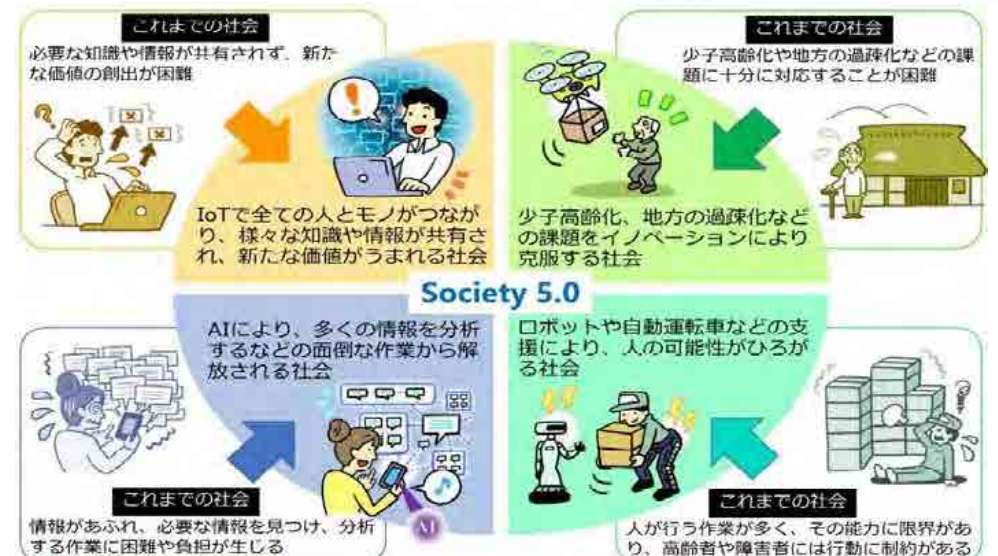 これまでの社会
必要な知識や情報が共有されず、新た
な価値の創出が困難
これまでの社会
少子高齢化や地方の過疎化などの課
題に十分に対応することが困難
IoTで全ての人とモノがつなが
り、様々な知識や情報が共有さ
れ、新たな価値がうまれる社会
少子高齢化、地方の過疎化など
の課題をイノベーションにより
克服する社会
Society 5.0
AIにより、多くの情報を分析
するなどの面倒な作業から解
放される社会
ロボットや自動運転車などの支
援により、人の可能性がひろが
る社会
AI
これまでの社会
情報があふれ、必要な情報を見つけ、分析
する作業に困難や負担が生じる
これまでの社会
人が行う作業が多く、その能力に限界があ
り、高齢者や障害者には行動に制約がある